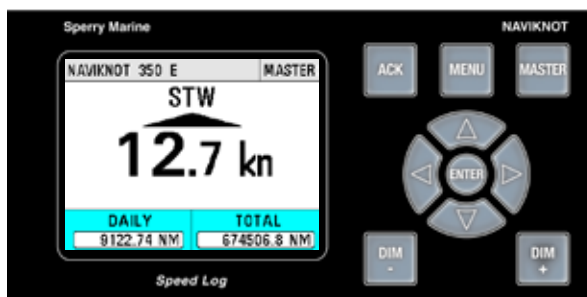 Sperry Marine
NAVIKNOT
NAVIKNOT 350 E
MASTER
STW
12.7 kn
DAILY
TOTAL
9122.74 NM
674506.8 NM
Speed Log
ACK
MENU
MASTER
ENTER
DIM
-
DIM
+